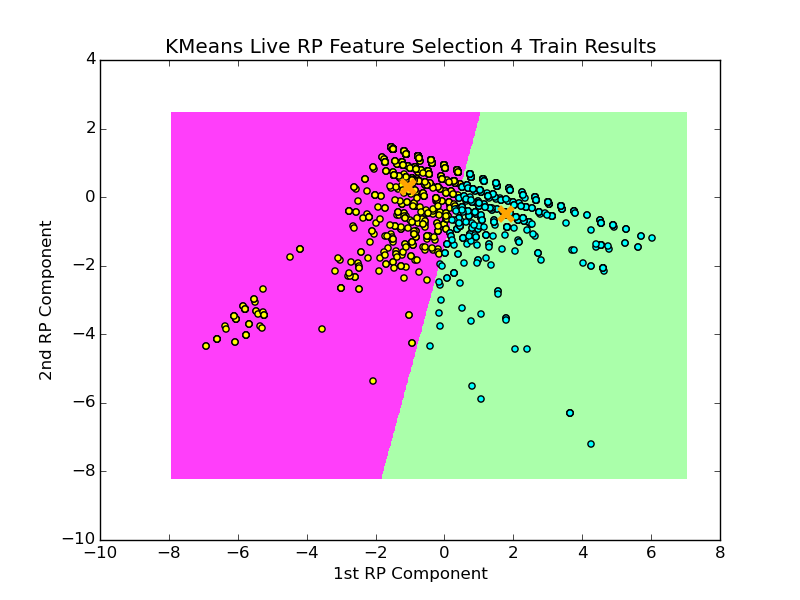 KMeans Live RP Feature Selection 4 Train Results
4
2
0
−2
−4
−6
−8
−10
2nd RP Component
−10 −8 −6 −4 −2 0 2 4 6 8
1st RP Component